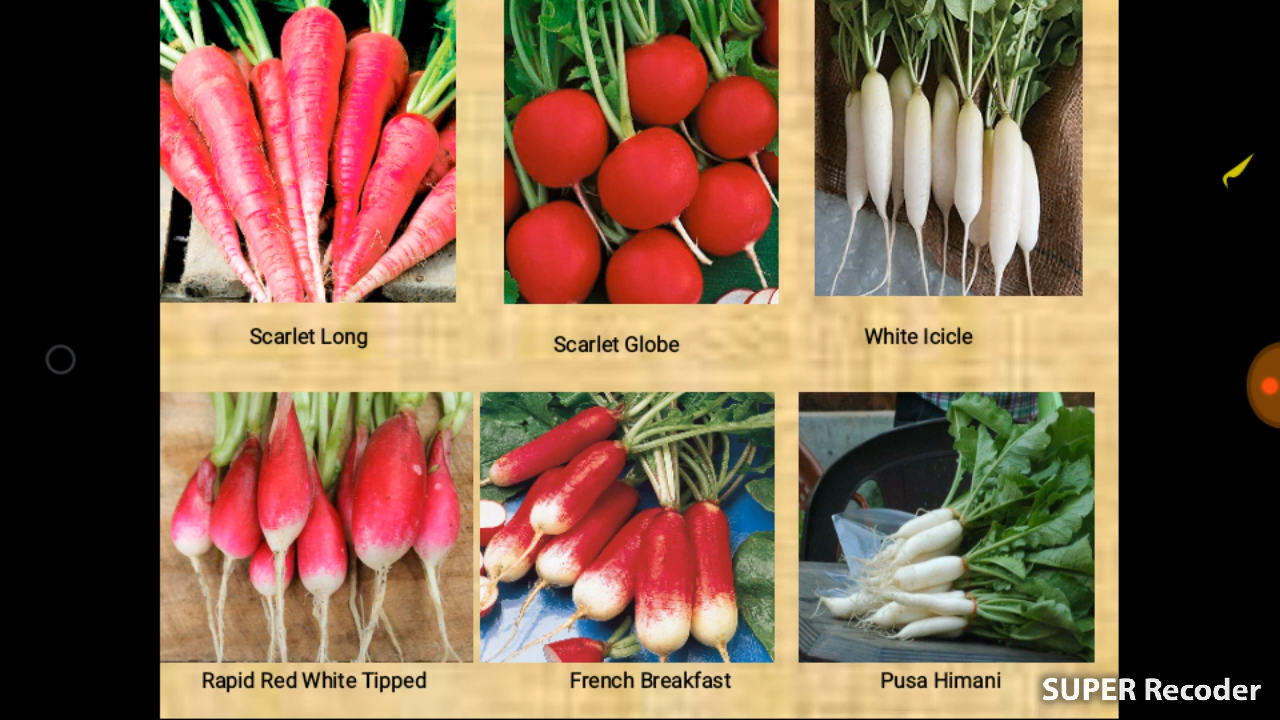 Scarlet Long
Scarlet Globe
White Icicle
Rapid Red White Tipped
French Breakfast
Pusa Himani
SUPER Recoder